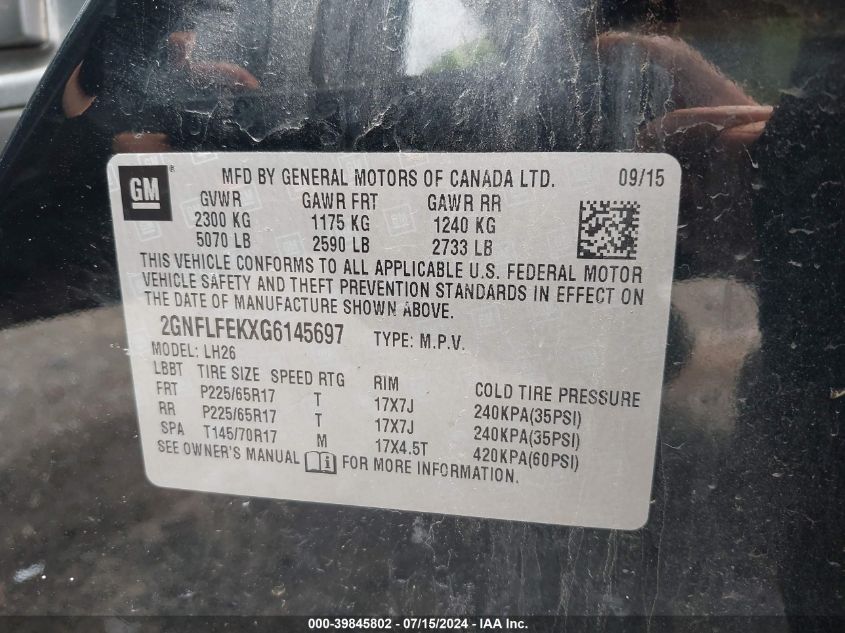 GM
MFD BY GENERAL MOTORS OF CANADA LTD. 09/15
GVWR GAWR FRT GAWR RR
2300 KG 1175 KG 1240 KG
5070 LB 2590 LB 2733 LB
THIS VEHICLE CONFORMS TO ALL APPLICABLE U.S. FEDERAL MOTOR
VEHICLE SAFETY AND THEFT PREVENTION STANDARDS IN EFFECT ON
THE DATE OF MANUFACTURE SHOWN ABOVE.
2GNFLFEKXG6145697 TYPE: M.P.V.
MODEL: LH26
LBBT TIRE SIZE SPEED RTG RIM COLD TIRE PRESSURE
FRT P225/65R17 T 17X7J 240KPA(35PSI)
RR P225/65R17 T 17X7J 240KPA(35PSI)
SPA T145/70R17 M 17X4.5T 420KPA(60PSI)
SEE OWNER'S MANUAL FOR MORE INFORMATION.
000-39845802 - 07/15/2024 - IAA Inc.